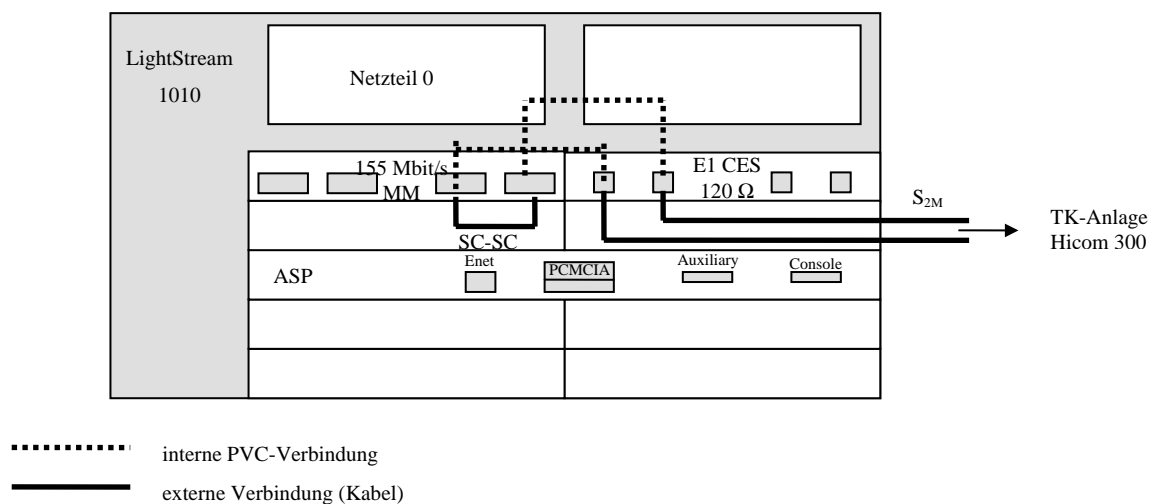 LightStream
1010
Netzteil 0
155 Mbit/s
MM
E1 CES
120 Ω
S2M
TK-Anlage
Hicom 300
SC-SC
ASP
Enet
PCMCIA
Auxiliary
Console
interne PVC-Verbindung
externe Verbindung (Kabel)